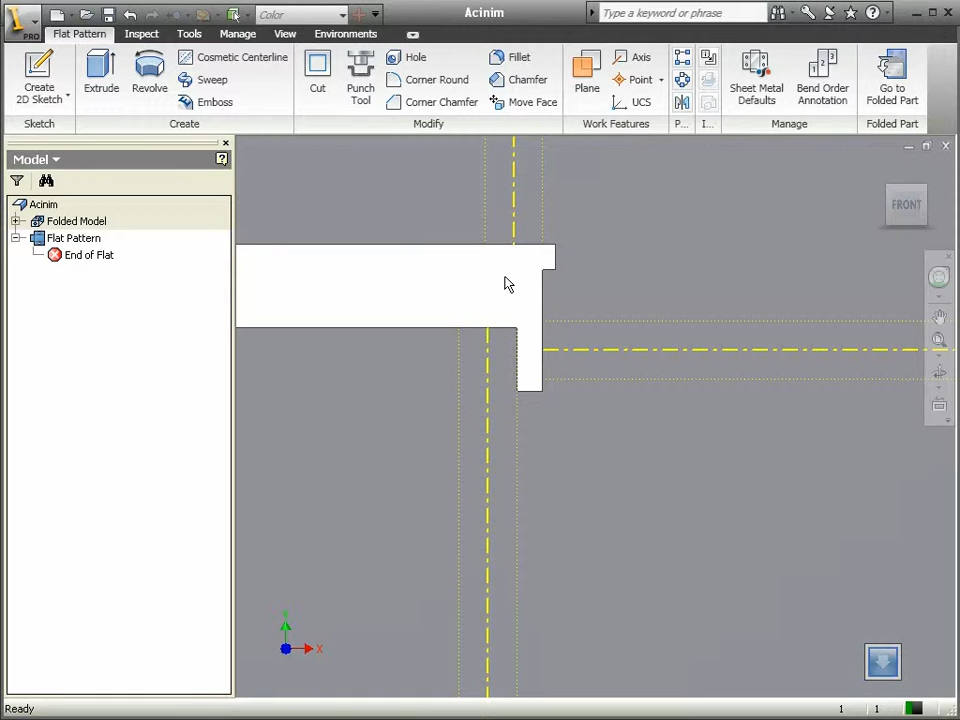 Color
Acinim
Type a keyword or phrase
PRO
Flat Pattern
Inspect
Tools
Manage
View
Environments
Create
2D Sketch
Extrude
Revolve
Cosmetic Centerline
Sweep
Emboss
Cut
Punch
Tool
Hole
Corner Round
Corner Chamfer
Fillet
Chamfer
Move Face
Plane
Axis
Point
UCS
Sheet Metal
Defaults
Bend Order
Annotation
Go to
Folded Part
Sketch
Create
Modify
Work Features
P...
I...
Manage
Folded Part
Model
Acinim
Folded Model
Flat Pattern
End of Flat
FRONT
X
Ready
1
1